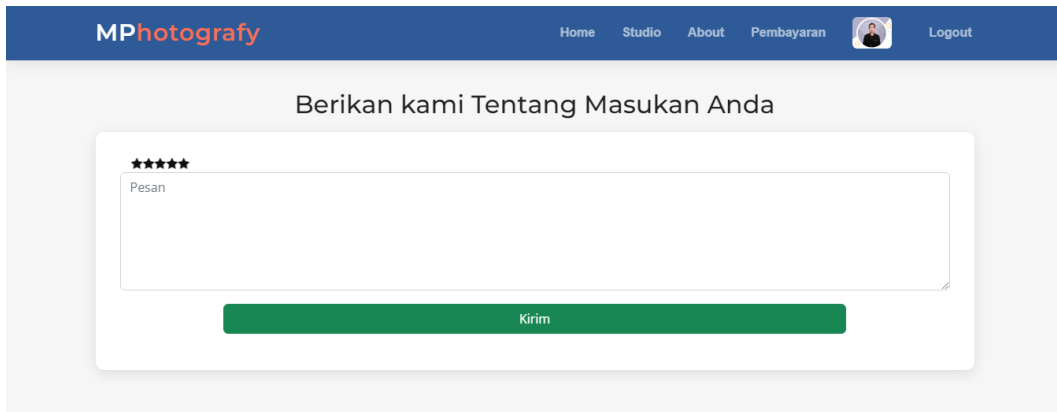 MPhotografy Home Studio About Pembayaran Logout
Berikan kami Tentang Masukan Anda
Pesan
Kirim